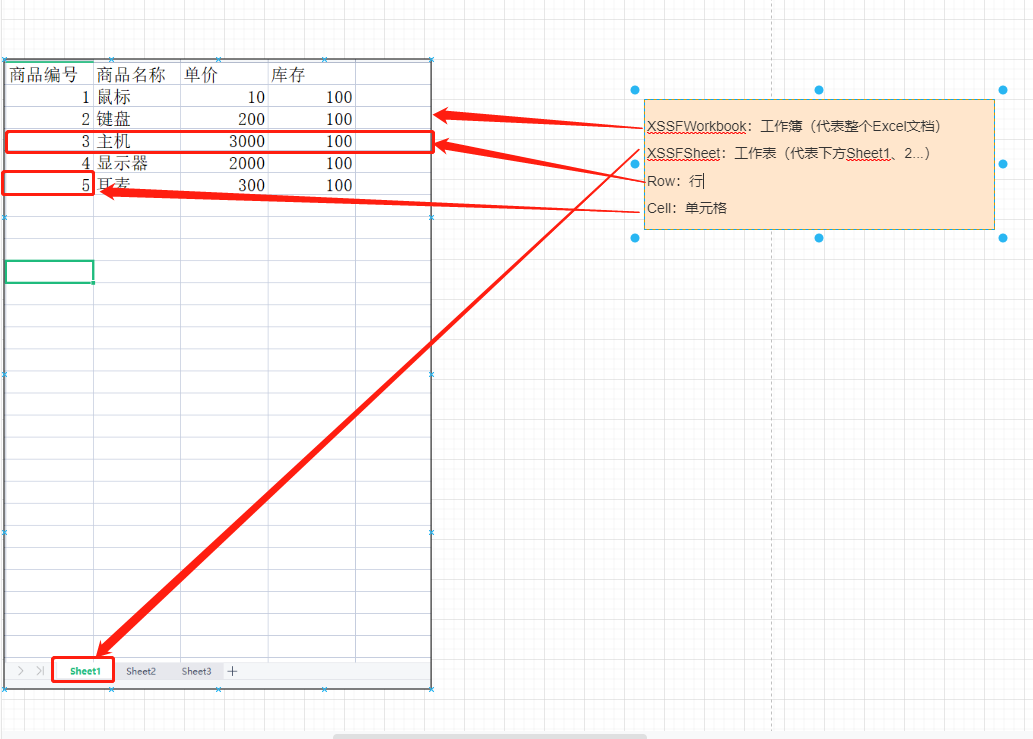 商品编号 商品名称 单价 库存
1 鼠标 10 100
2 键盘 200 100
3 主机 3000 100
4 显示器 2000 100
5 耳麦 300 100
XSSFWorkbook：工作簿（代表整个Excel文档）
XSSFSheet：工作表（代表下方Sheet1、2...）
Row：行
Cell：单元格
Sheet1 Sheet2 Sheet3